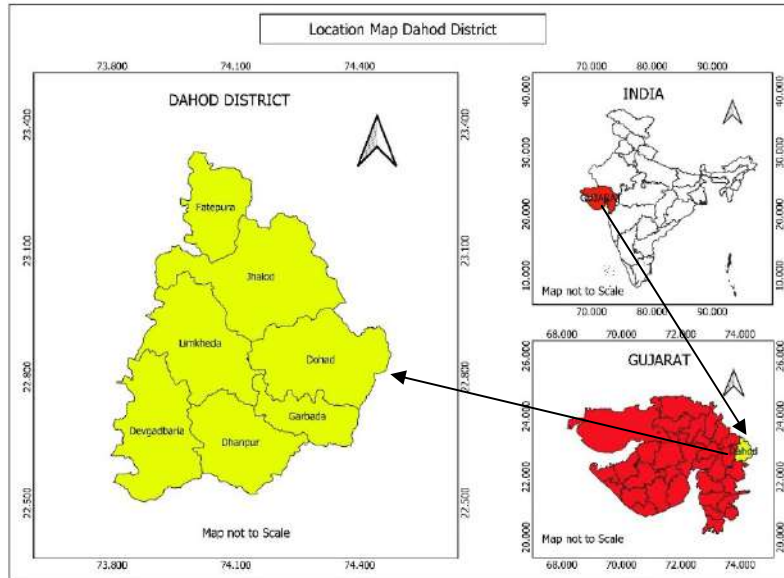 Location Map Dahod District
73.800 74.100 74.400
DAHOD DISTRICT
23.400
23.100
22.800
22.500
23.400
23.100
22.800
22.500
Fatepura
Jhalod
Limkheda
Dohad
Garbada
Devgadbaria
Dhanpur
Map not to Scale
73.800 74.100 74.400
70.000 80.000 90.000
INDIA
40.000
30.000
20.000
10.000
40.000
30.000
20.000
10.000
GUJARAT
Map not to Scale
70.000 80.000 90.000
68.000 70.000 72.000 74.000
GUJARAT
24.000
22.000
20.000
24.000
22.000
20.000
Dahod
Map not to Scale
68.000 70.000 72.000 74.000